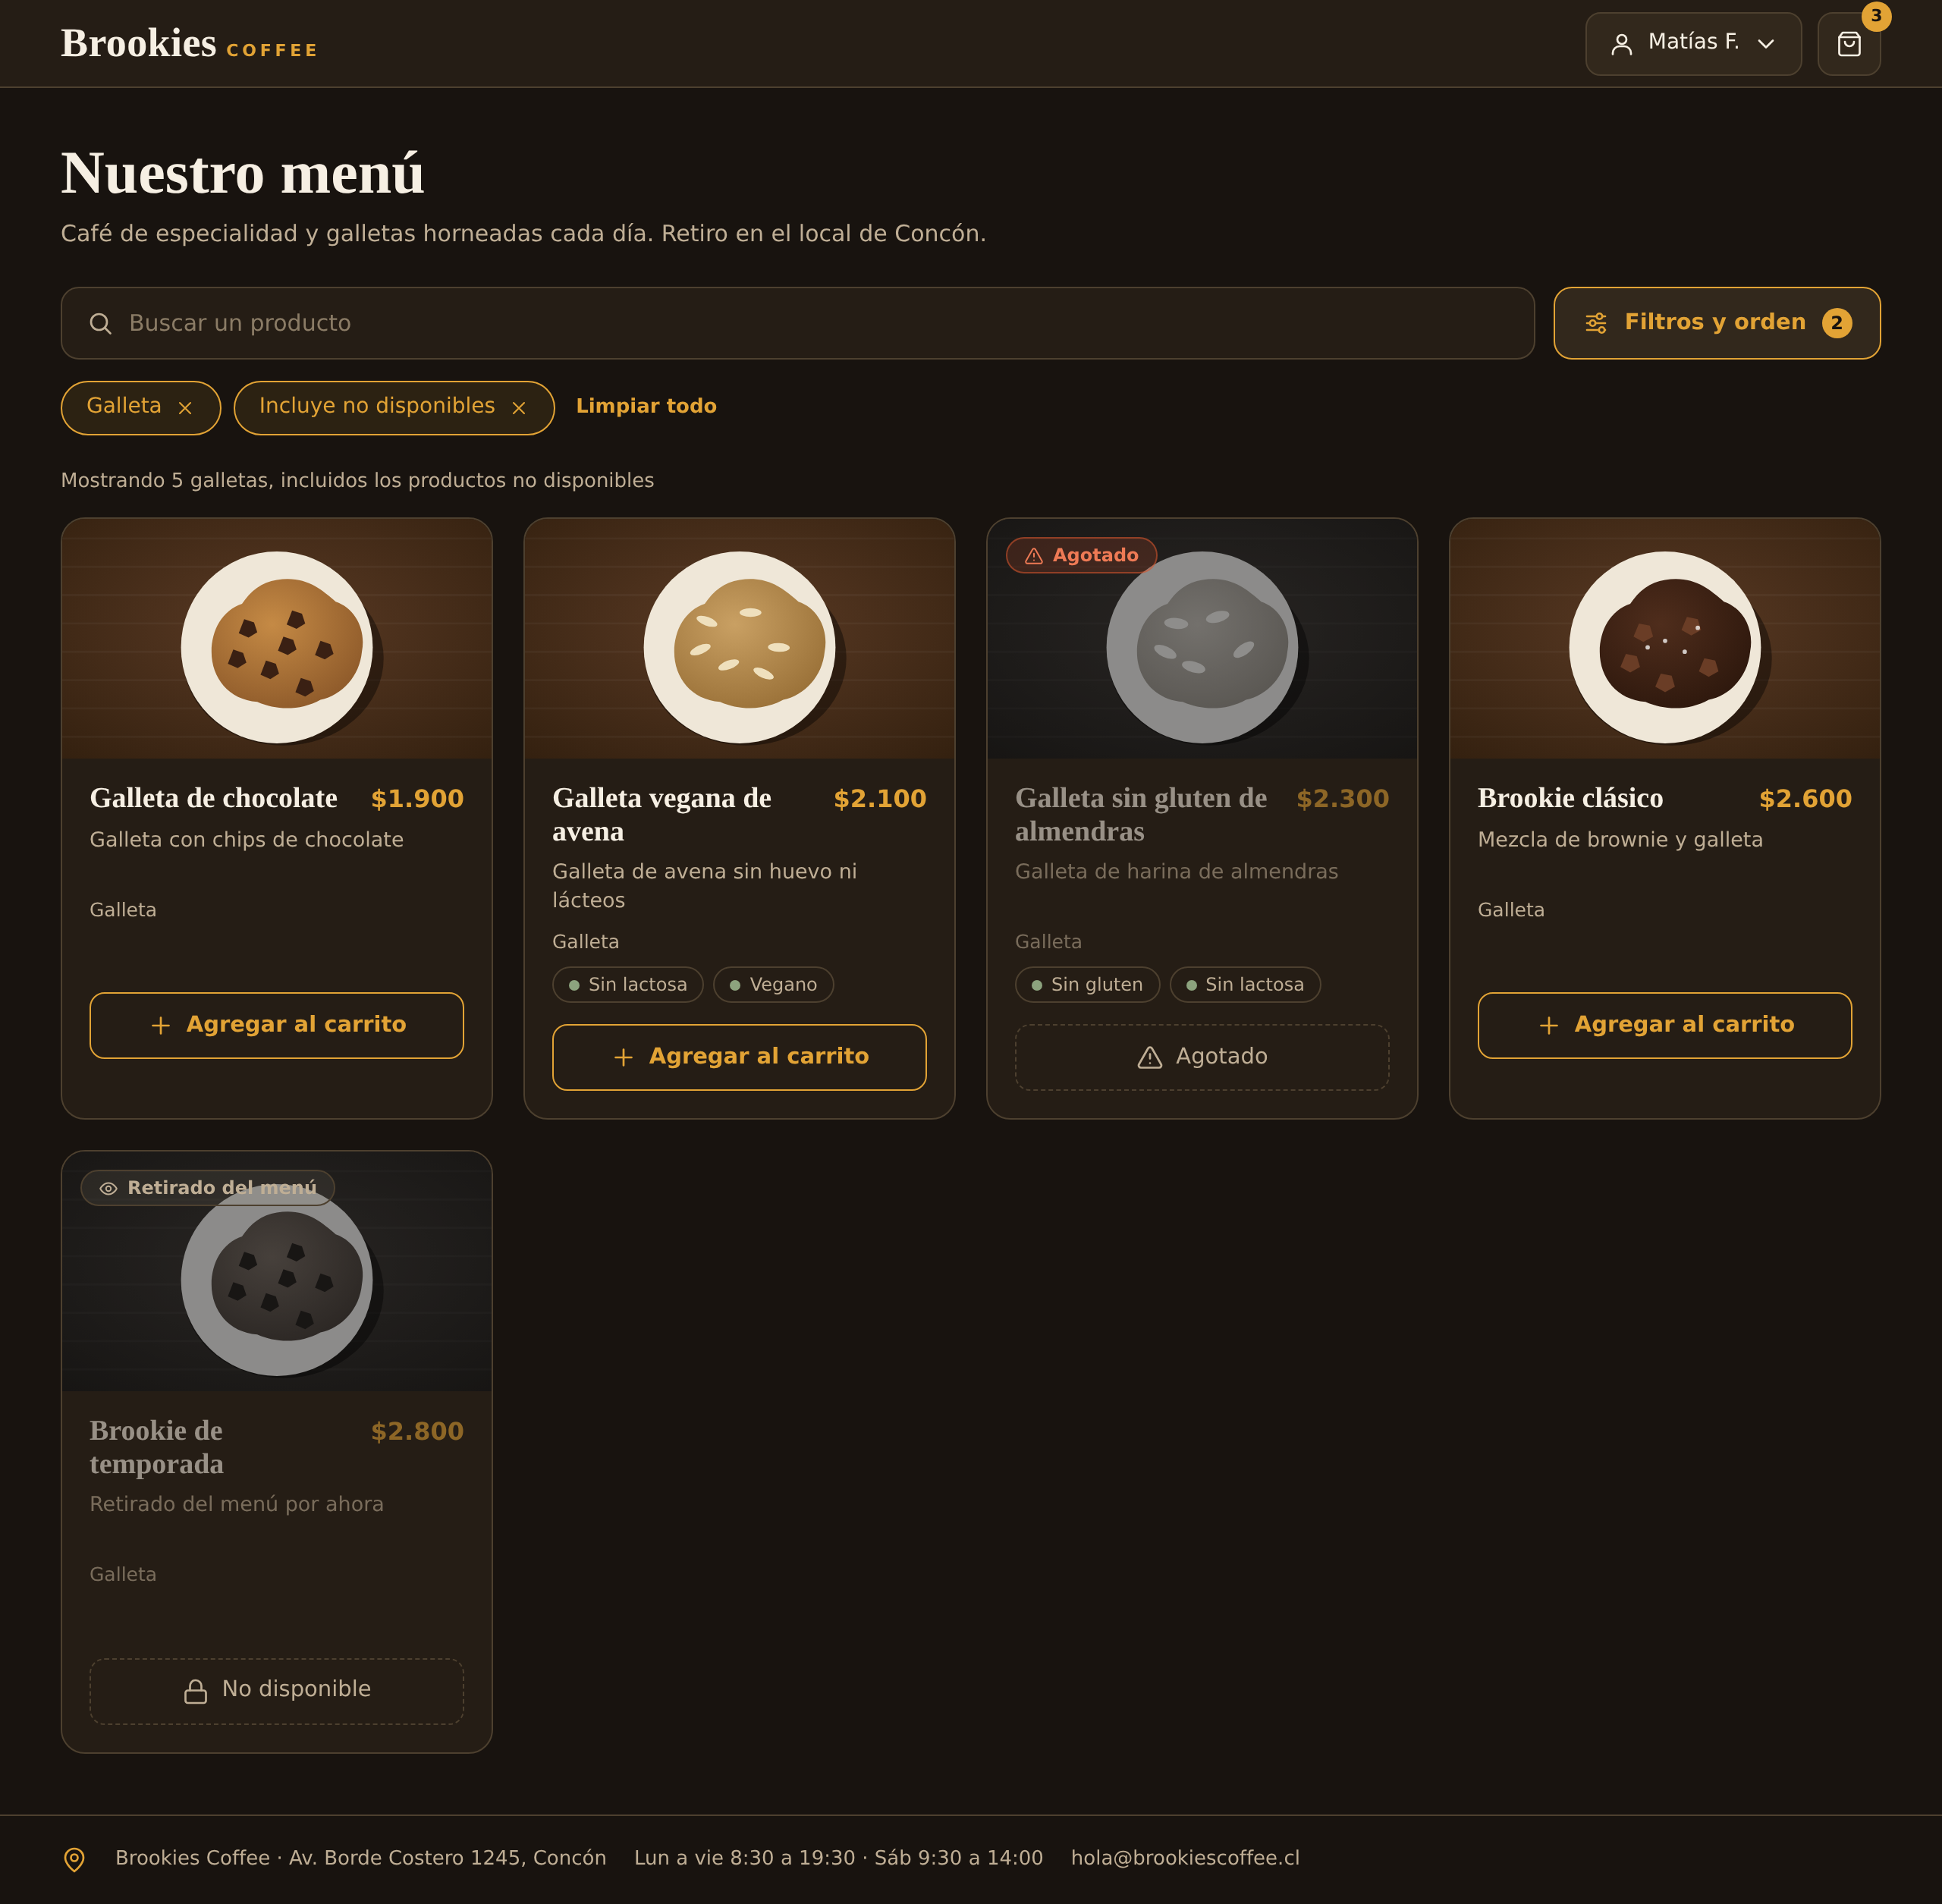 Brookies COFFEE
Matías F.
3
Nuestro menú
Café de especialidad y galletas horneadas cada día. Retiro en el local de Concón.
Buscar un producto
Filtros y orden 2
Galleta
Incluye no disponibles
Limpiar todo
Mostrando 5 galletas, incluidos los productos no disponibles
Galleta de chocolate $1.900
Galleta con chips de chocolate
Galleta
Agregar al carrito
Galleta vegana de
avena
$2.100
Galleta de avena sin huevo ni
lácteos
Galleta
Sin lactosa
Vegano
Agregar al carrito
Agotado
Galleta sin gluten de
almendras
$2.300
Galleta de harina de almendras
Galleta
Sin gluten
Sin lactosa
Agotado
Brookie clásico $2.600
Mezcla de brownie y galleta
Galleta
Agregar al carrito
Retirado del menú
Brookie de
temporada
$2.800
Retirado del menú por ahora
Galleta
No disponible
Brookies Coffee · Av. Borde Costero 1245, Concón
Lun a vie 8:30 a 19:30 · Sáb 9:30 a 14:00
hola@brookiescoffee.cl